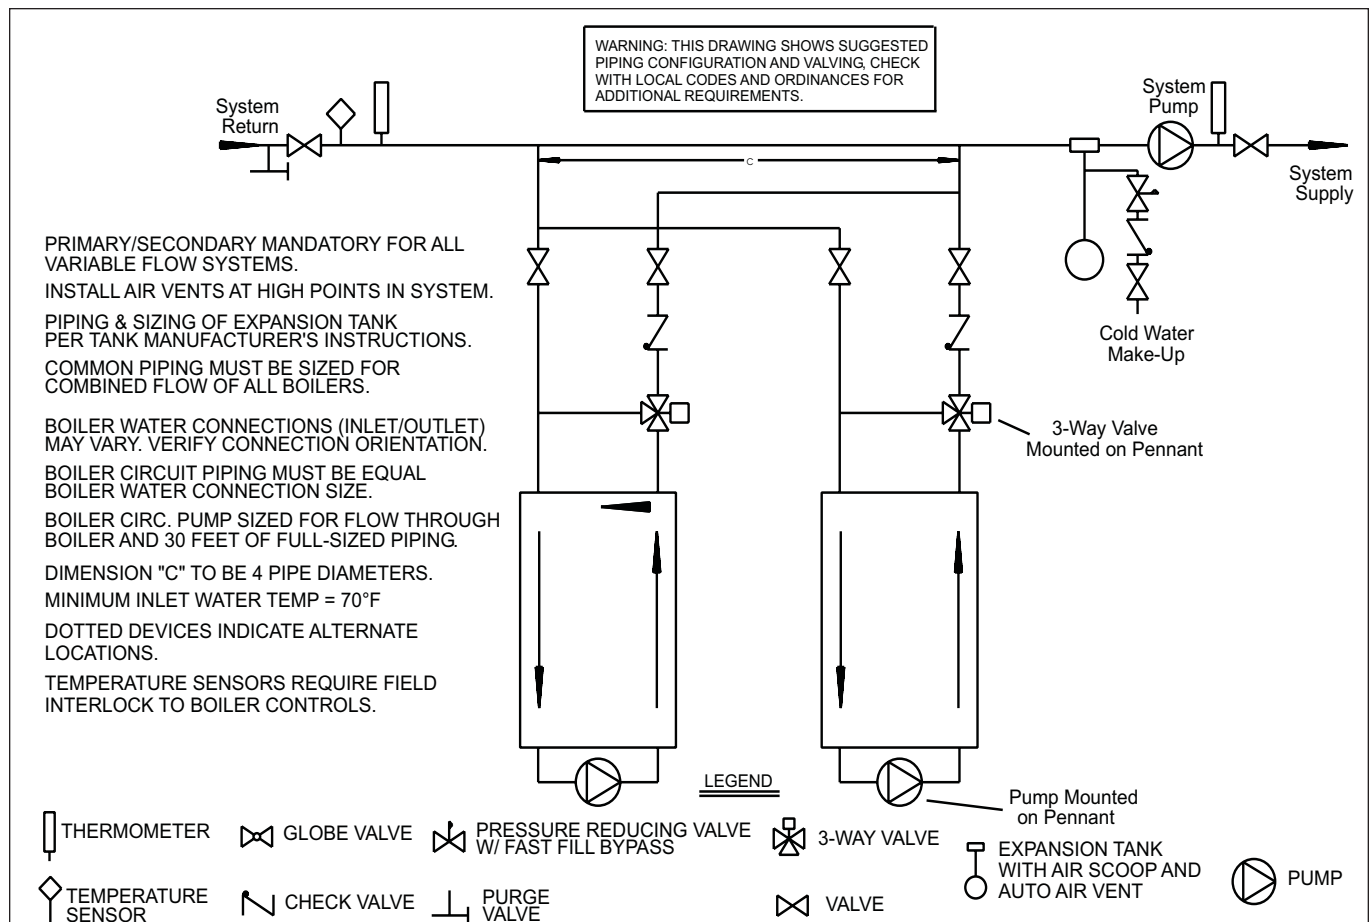 WARNING: THIS DRAWING SHOWS SUGGESTED
PIPING CONFIGURATION AND VALVING, CHECK
WITH LOCAL CODES AND ORDINANCES FOR
ADDITIONAL REQUIREMENTS.
System
Return
System
Pump
System
Supply
C
PRIMARY/SECONDARY MANDATORY FOR ALL
VARIABLE FLOW SYSTEMS.
INSTALL AIR VENTS AT HIGH POINTS IN SYSTEM.
PIPING & SIZING OF EXPANSION TANK
PER TANK MANUFACTURER'S INSTRUCTIONS.
COMMON PIPING MUST BE SIZED FOR
COMBINED FLOW OF ALL BOILERS.
BOILER WATER CONNECTIONS (INLET/OUTLET)
MAY VARY. VERIFY CONNECTION ORIENTATION.
BOILER CIRCUIT PIPING MUST BE EQUAL
BOILER WATER CONNECTION SIZE.
BOILER CIRC. PUMP SIZED FOR FLOW THROUGH
BOILER AND 30 FEET OF FULL-SIZED PIPING.
DIMENSION "C" TO BE 4 PIPE DIAMETERS.
MINIMUM INLET WATER TEMP = 70°F
DOTTED DEVICES INDICATE ALTERNATE
LOCATIONS.
TEMPERATURE SENSORS REQUIRE FIELD
INTERLOCK TO BOILER CONTROLS.
Cold Water
Make-Up
3-Way Valve
Mounted on Pennant
Pump Mounted
on Pennant
LEGEND
THERMOMETER
GLOBE VALVE
PRESSURE REDUCING VALVE
W/ FAST FILL BYPASS
3-WAY VALVE
EXPANSION TANK
WITH AIR SCOOP AND
AUTO AIR VENT
PUMP
TEMPERATURE
SENSOR
CHECK VALVE
PURGE
VALVE
VALVE